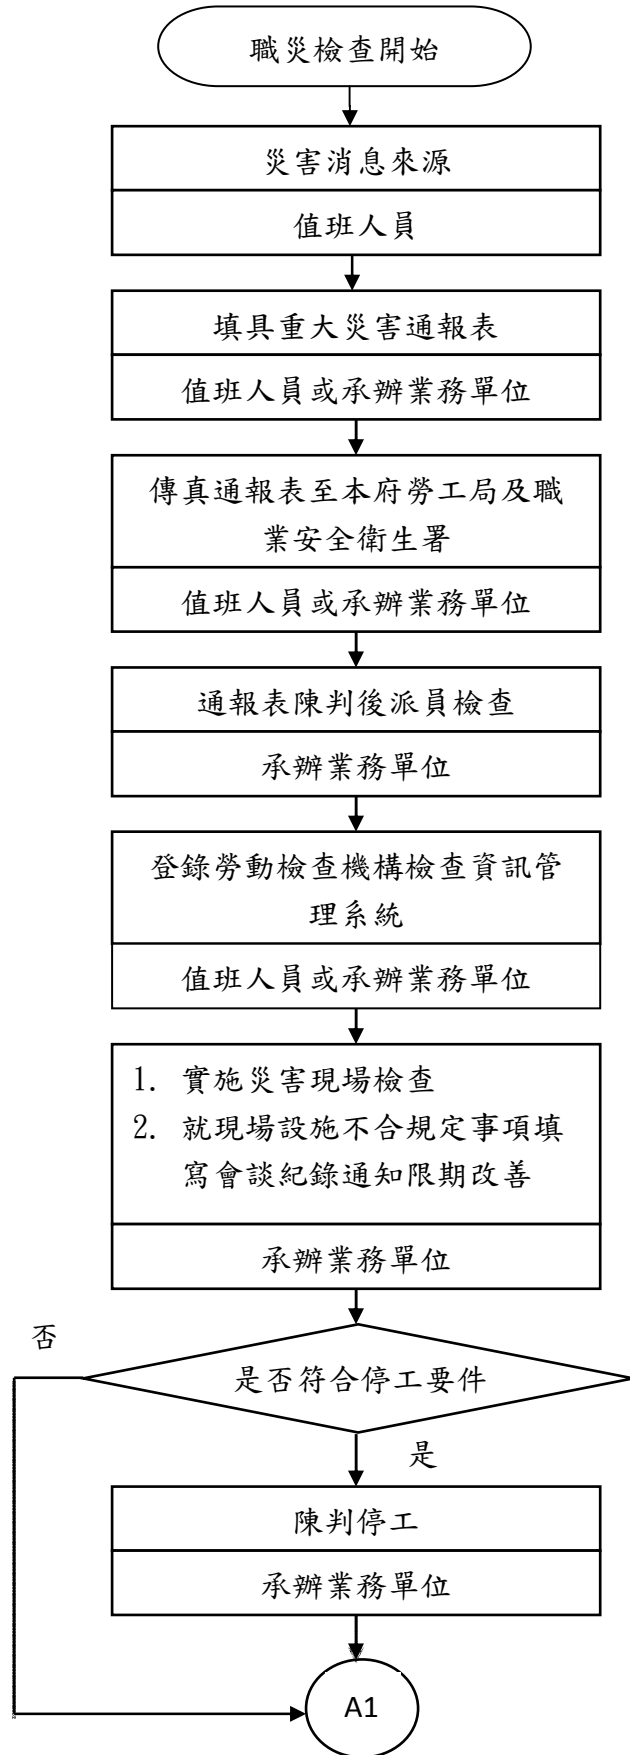 職災檢查開始
災害消息來源
值班人員
填具重大災害通報表
值班人員或承辦業務單位
傳真通報表至本府勞工局及職
業安全衛生署
值班人員或承辦業務單位
通報表陳判後派員檢查
承辦業務單位
登錄勞動檢查機構檢查資訊管
理系統
值班人員或承辦業務單位
1. 實施災害現場檢查
2. 就現場設施不合規定事項填
寫會談紀錄通知限期改善
承辦業務單位
否
是否符合停工要件
是
陳判停工
承辦業務單位
A1